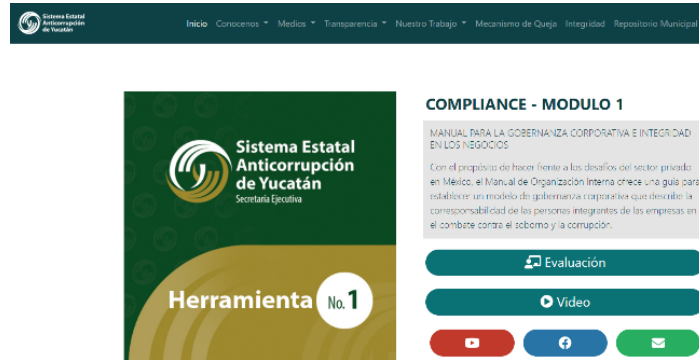 Sistema Estatal
Anticorrupción
de Yucatán
Inicio Conocenos Medios Transparencia Nuestro Trabajo Mecanismo de Queja Integridad Repositorio Municipal
Sistema Estatal
Anticorrupción
de Yucatán
Secretaría Ejecutiva
Herramienta No. 1
COMPLIANCE - MODULO 1
MANUAL PARA LA GOBERNANZA CORPORATIVA E INTEGRIDAD
EN LOS NEGOCIOS
Con el propósito de hacer frente a los desafíos del sector privado
en México, el Manual de Organización Interna ofrece una guía para
establecer un modelo de gobernanza corporativa que describe la
corresponsabilidad de las personas integrantes de las empresas en
el combate contra el soborno y la corrupción.
Evaluación
Video